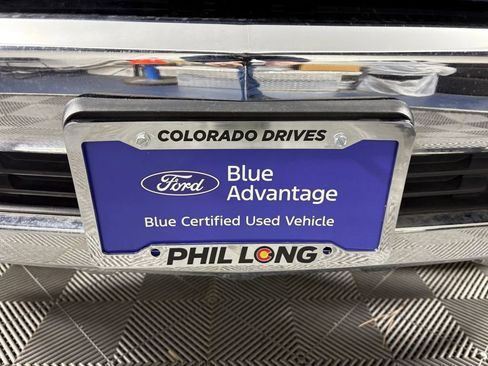 COLORADO DRIVES
Ford
Blue
Advantage
Blue Certified Used Vehicle
PHIL LONG